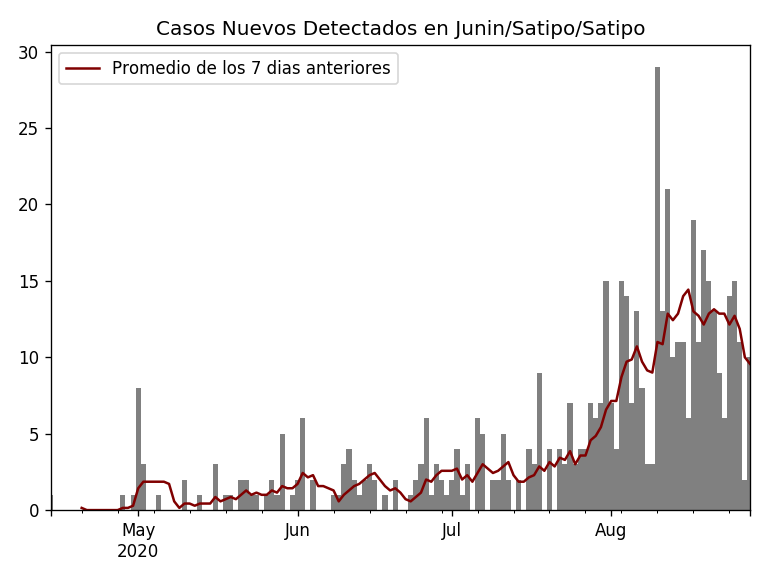 Casos Nuevos Detectados en Junin/Satipo/Satipo
Promedio de los 7 dias anteriores
30
25
20
15
10
5
0
May Jun Jul Aug
2020